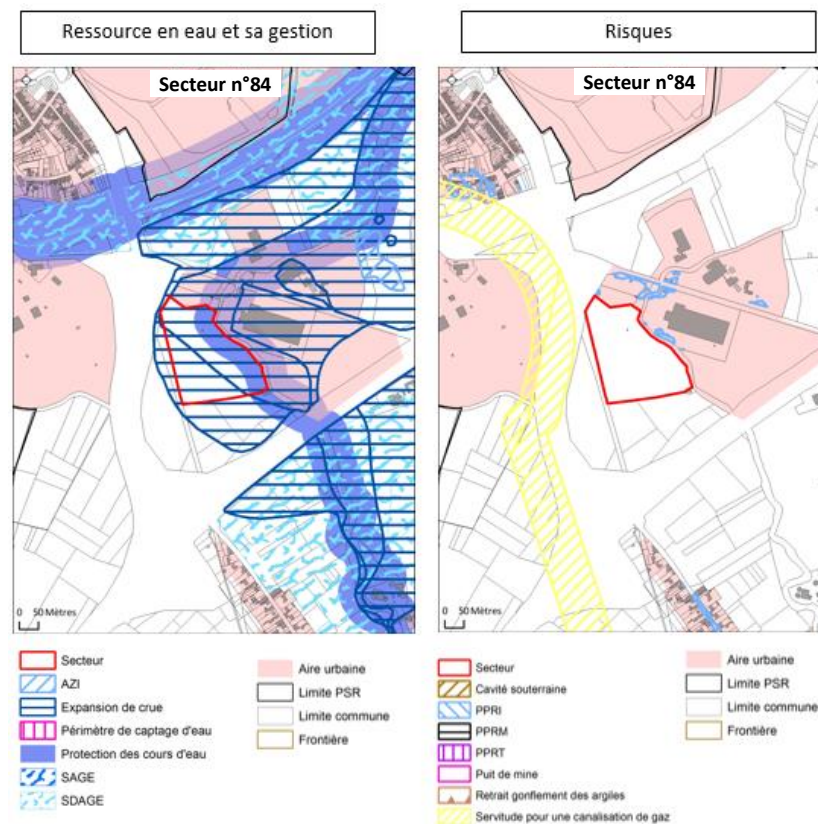 Ressource en eau et sa gestion
Secteur n°84
0 50 Mètres
Secteur
AZI
Expansion de crue
Périmètre de captage d'eau
Protection des cours d'eau
SAGE
SDAGE
Aire urbaine
Limite PSR
Limite commune
Frontière
Risques
Secteur n°84
0 50 Mètres
Secteur
Cavité souterraine
PPRI
PPRM
PPRT
Puit de mine
Retrait gonflement des argiles
Servitude pour une canalisation de gaz
Aire urbaine
Limite PSR
Limite commune
Frontière